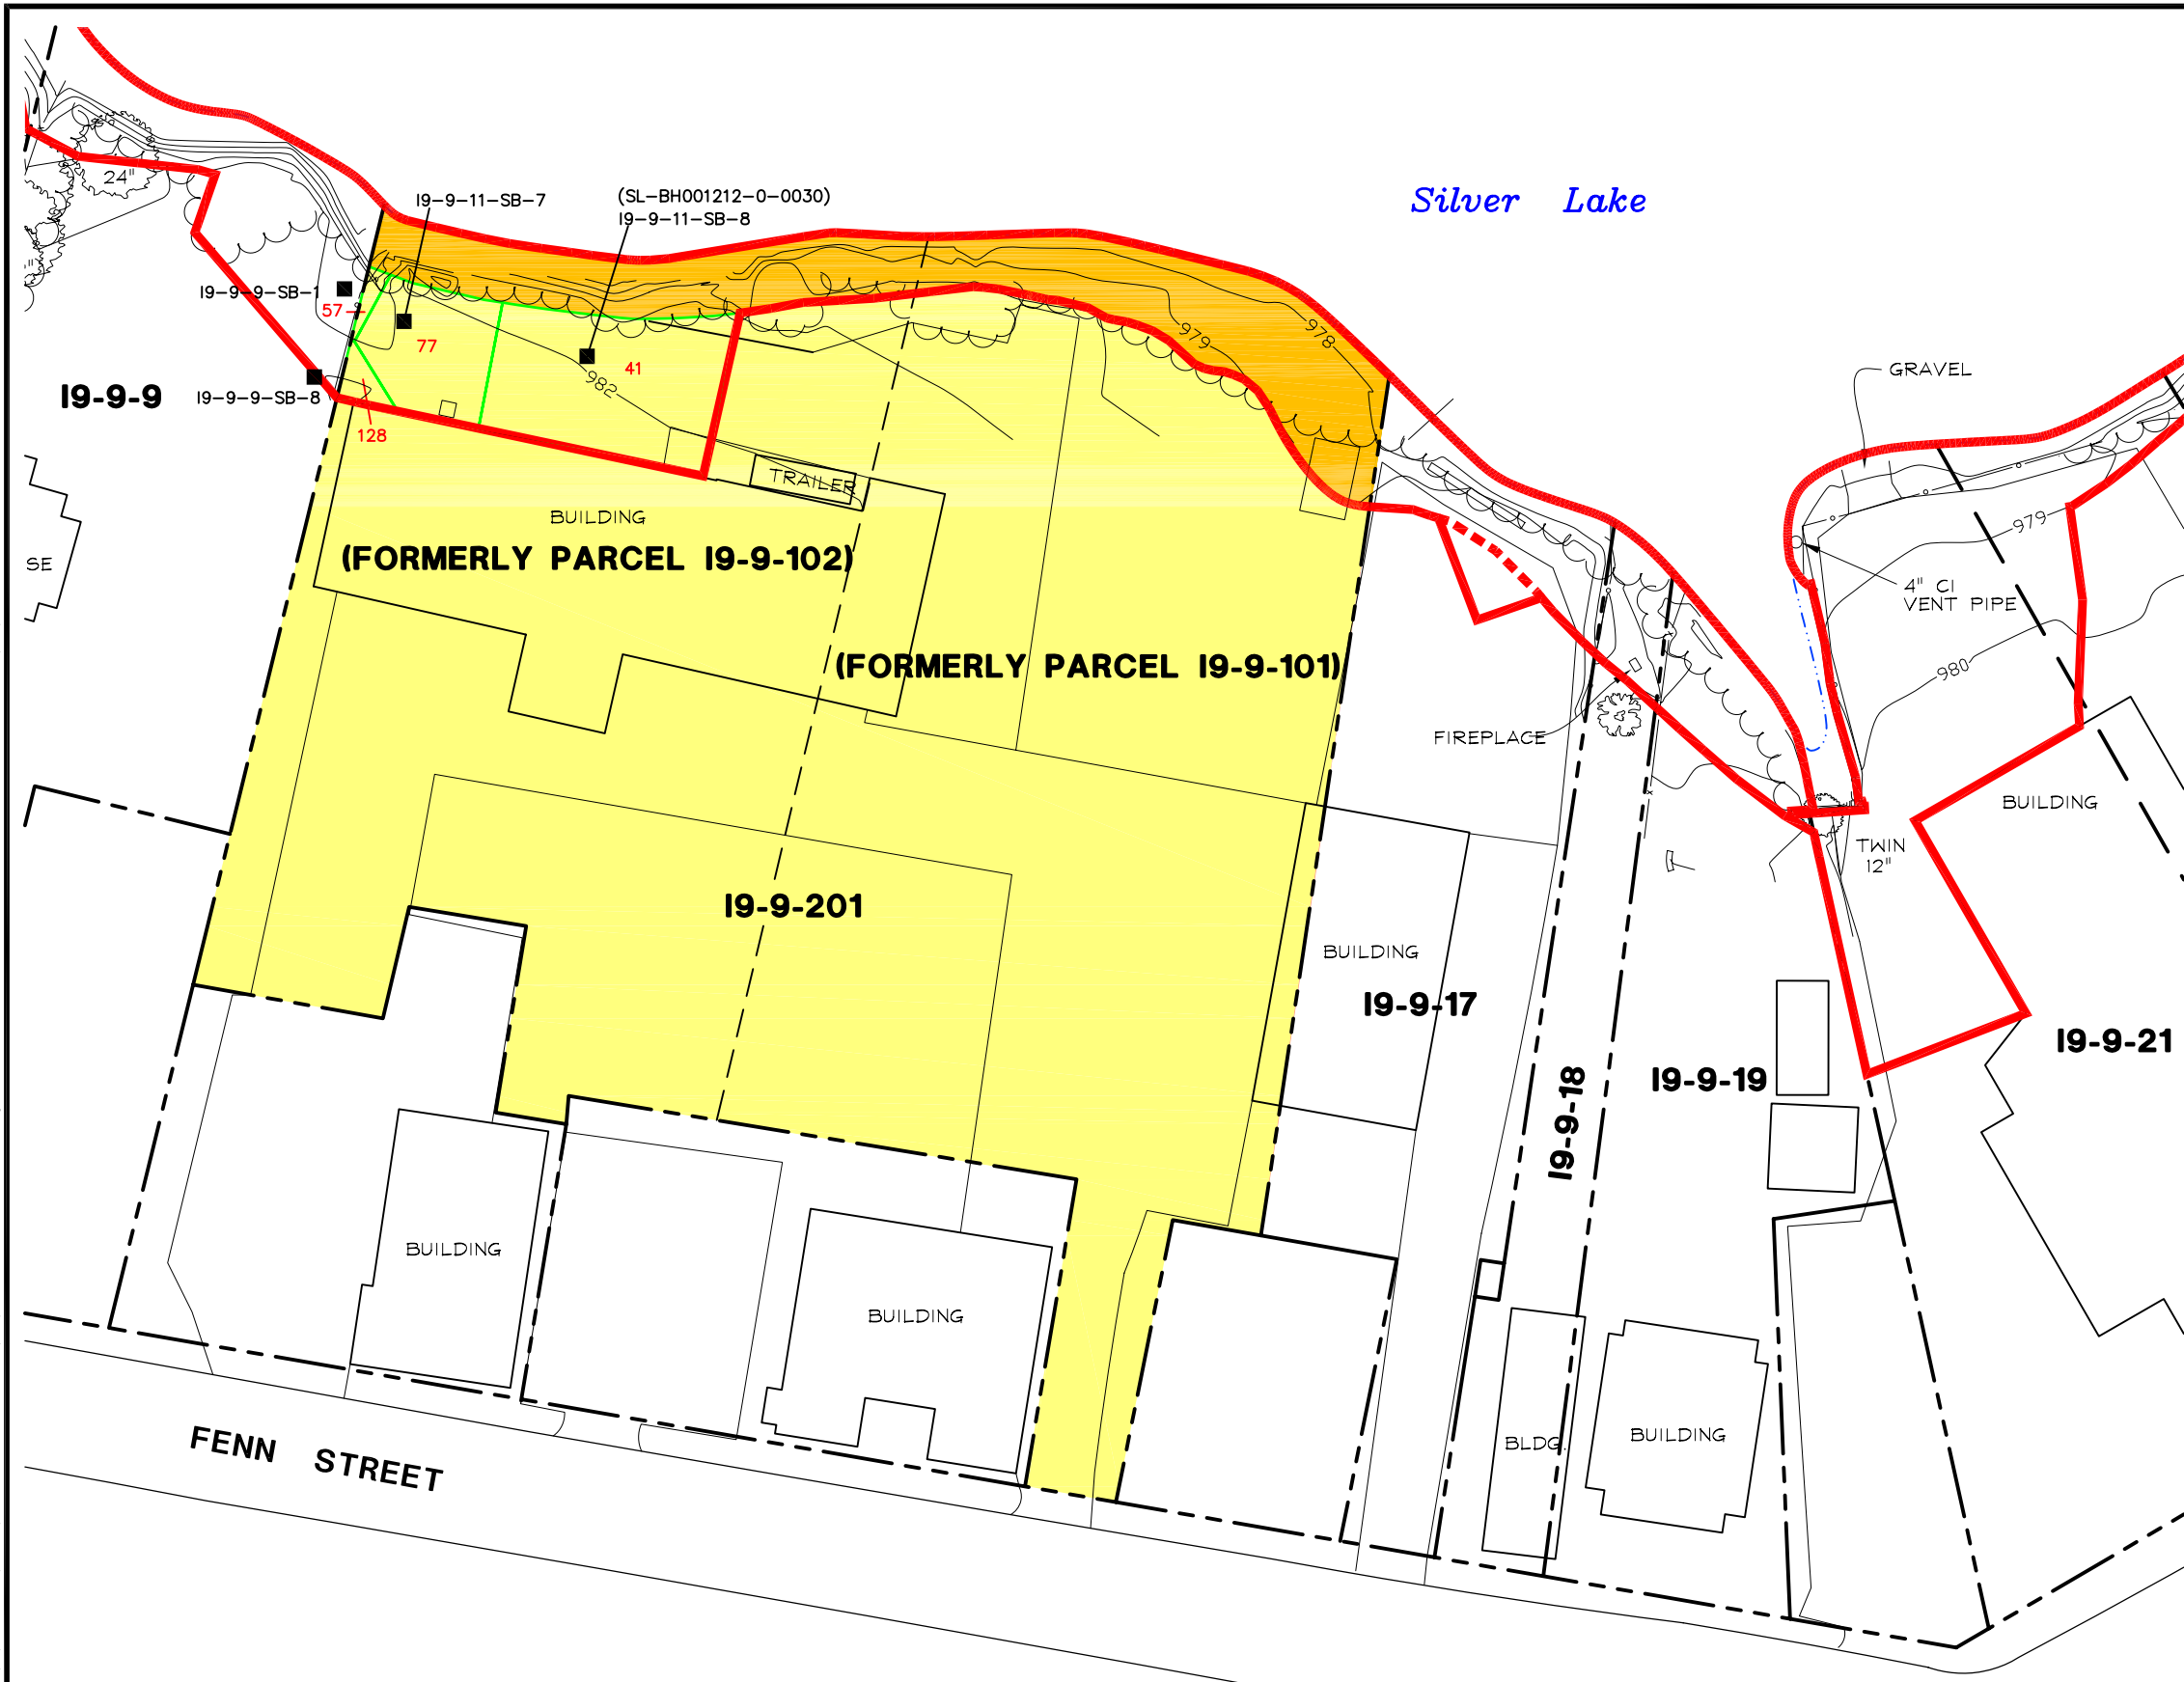 24"
I9-9-11-SB-7
(SL-BH001212-0-0030)
I9-9-11-SB-8
Silver Lake
I9-9-9-SB-1
57
77
41
979
978
982
GRAVEL
I9-9-9
I9-9-9-SB-8
128
TRAILER
BUILDING
(FORMERLY PARCEL I9-9-102)
979
SE
4" CI
VENT PIPE
(FORMERLY PARCEL I9-9-101)
980
FIREPLACE
BUILDING
TWIN
12"
I9-9-201
BUILDING
I9-9-17
I9-9-21
I9-9-18
I9-9-19
BUILDING
BUILDING
BLDG.
BUILDING
FENN STREET